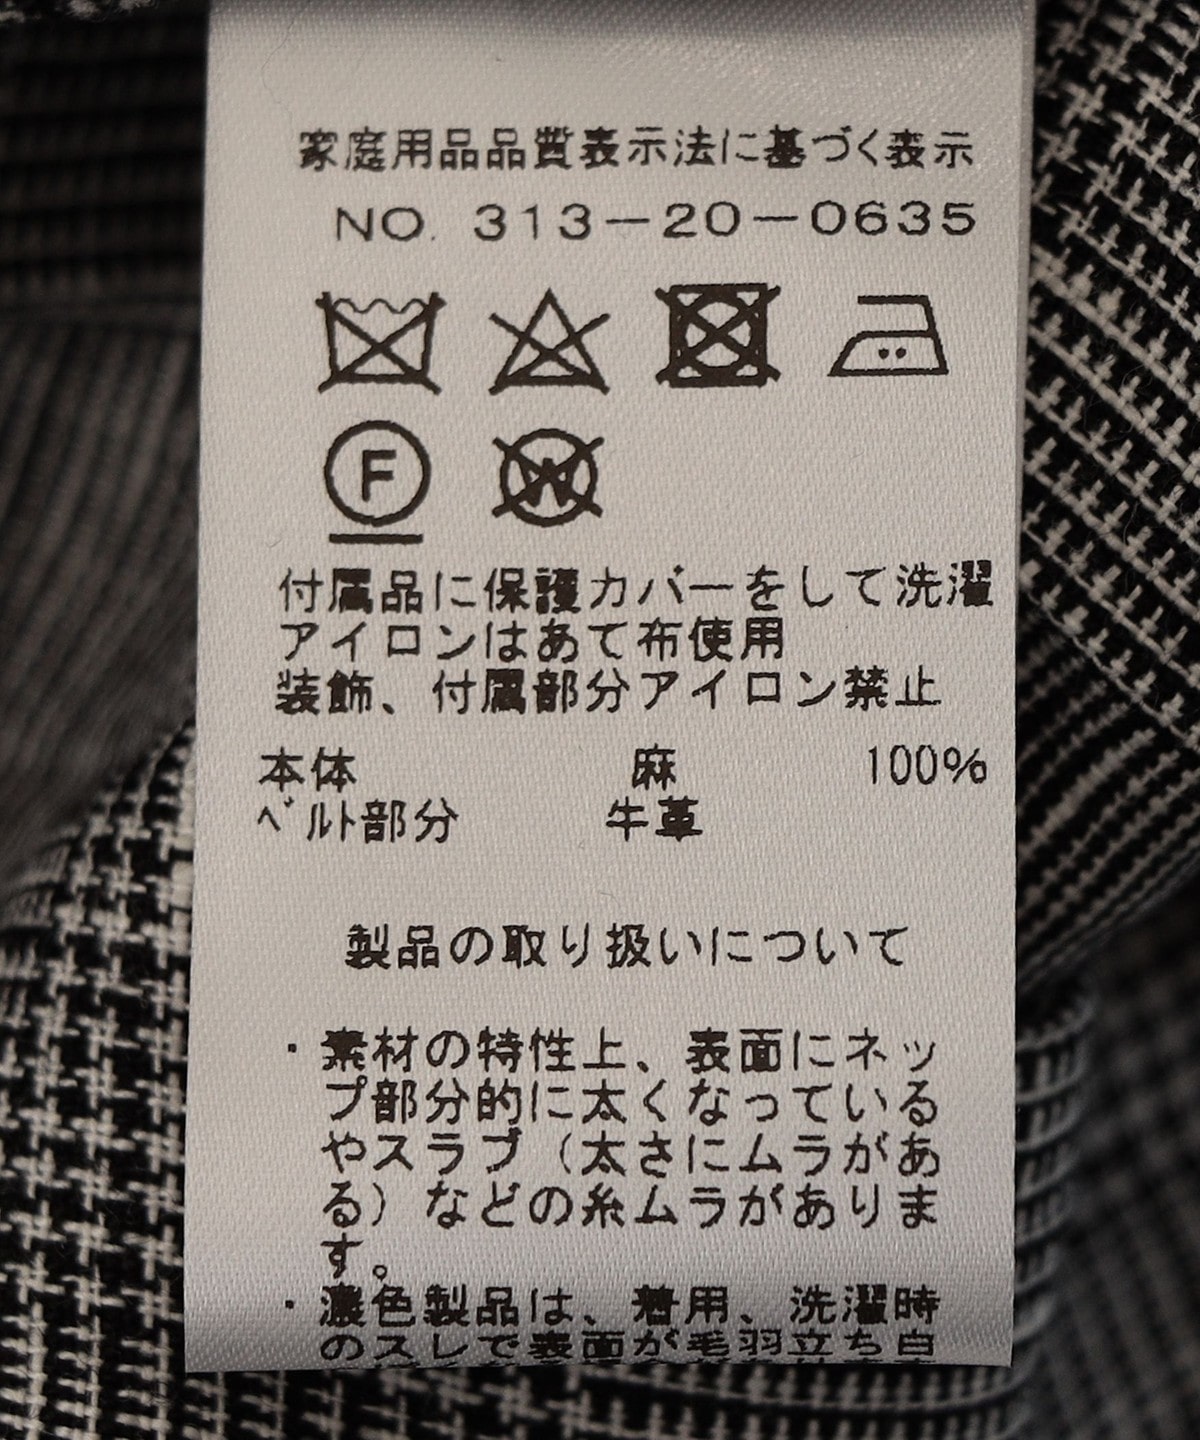 家庭用品品質表示法に基づく表示
NO. 313-20-0635
F W
付属品に保護カバーをして洗濯
アイロンはあて布使用
装飾、付属部分アイロン禁止
本体 麻 100%
ﾍﾞﾙﾄ部分 牛革
製品の取り扱いについて
・素材の特性上、表面にネッ
プ部分的に太くなっている
やスラブ（太さにムラがあ
る）などの糸ムラがありま
す。
・濃色製品は、着用、洗濯時
のスレで表面が毛羽立ち白